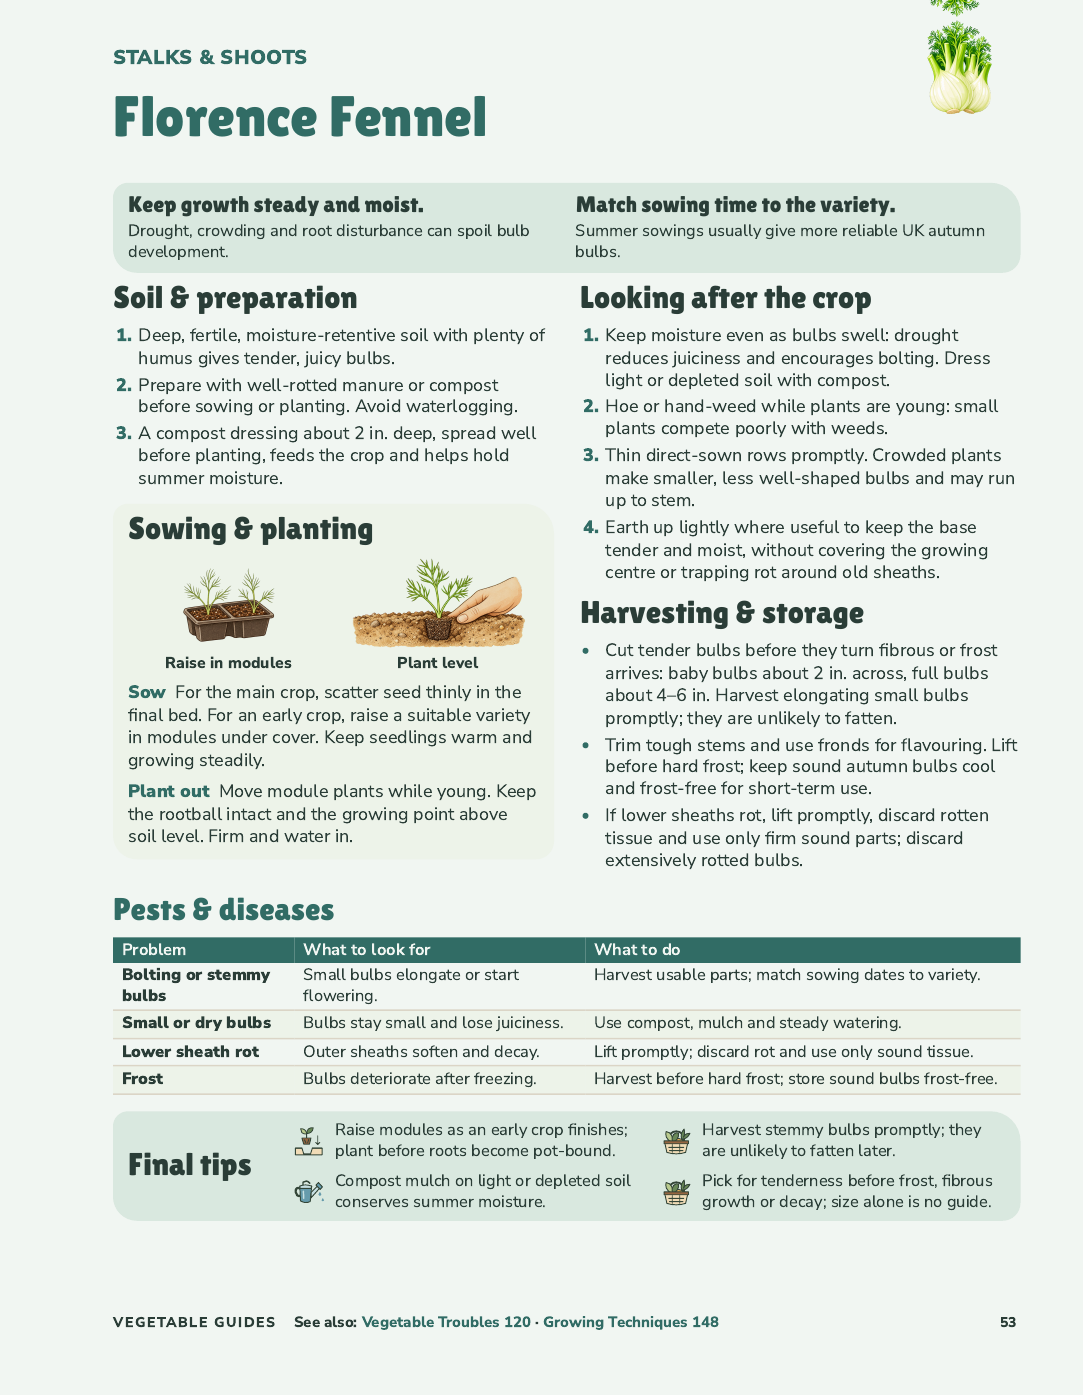 STALKS & SHOOTS
Florence Fennel
Keep growth steady and moist.
Drought, crowding and root disturbance can spoil bulb
development.
Match sowing time to the variety.
Summer sowings usually give more reliable UK autumn
bulbs.
Soil & preparation
1. Deep, fertile, moisture-retentive soil with plenty of
humus gives tender, juicy bulbs.
2. Prepare with well-rotted manure or compost
before sowing or planting. Avoid waterlogging.
3. A compost dressing about 2 in. deep, spread well
before planting, feeds the crop and helps hold
summer moisture.
Sowing & planting
Raise in modules
Plant level
Sow For the main crop, scatter seed thinly in the
final bed. For an early crop, raise a suitable variety
in modules under cover. Keep seedlings warm and
growing steadily.
Plant out Move module plants while young. Keep
the rootball intact and the growing point above
soil level. Firm and water in.
Looking after the crop
1. Keep moisture even as bulbs swell: drought
reduces juiciness and encourages bolting. Dress
light or depleted soil with compost.
2. Hoe or hand-weed while plants are young: small
plants compete poorly with weeds.
3. Thin direct-sown rows promptly. Crowded plants
make smaller, less well-shaped bulbs and may run
up to stem.
4. Earth up lightly where useful to keep the base
tender and moist, without covering the growing
centre or trapping rot around old sheaths.
Harvesting & storage
• Cut tender bulbs before they turn fibrous or frost
arrives: baby bulbs about 2 in. across, full bulbs
about 4–6 in. Harvest elongating small bulbs
promptly; they are unlikely to fatten.
• Trim tough stems and use fronds for flavouring. Lift
before hard frost; keep sound autumn bulbs cool
and frost-free for short-term use.
• If lower sheaths rot, lift promptly, discard rotten
tissue and use only firm sound parts; discard
extensively rotted bulbs.
Pests & diseases
Problem What to look for What to do
Bolting or stemmy Small bulbs elongate or start Harvest usable parts; match sowing dates to variety.
bulbs flowering.
Small or dry bulbs Bulbs stay small and lose juiciness. Use compost, mulch and steady watering.
Lower sheath rot Outer sheaths soften and decay. Lift promptly; discard rot and use only sound tissue.
Frost Bulbs deteriorate after freezing. Harvest before hard frost; store sound bulbs frost-free.
Final tips
Raise modules as an early crop finishes;
plant before roots become pot-bound.
Compost mulch on light or depleted soil
conserves summer moisture.
Harvest stemmy bulbs promptly; they
are unlikely to fatten later.
Pick for tenderness before frost, fibrous
growth or decay; size alone is no guide.
VEGETABLE GUIDES See also: Vegetable Troubles 120 · Growing Techniques 148 53